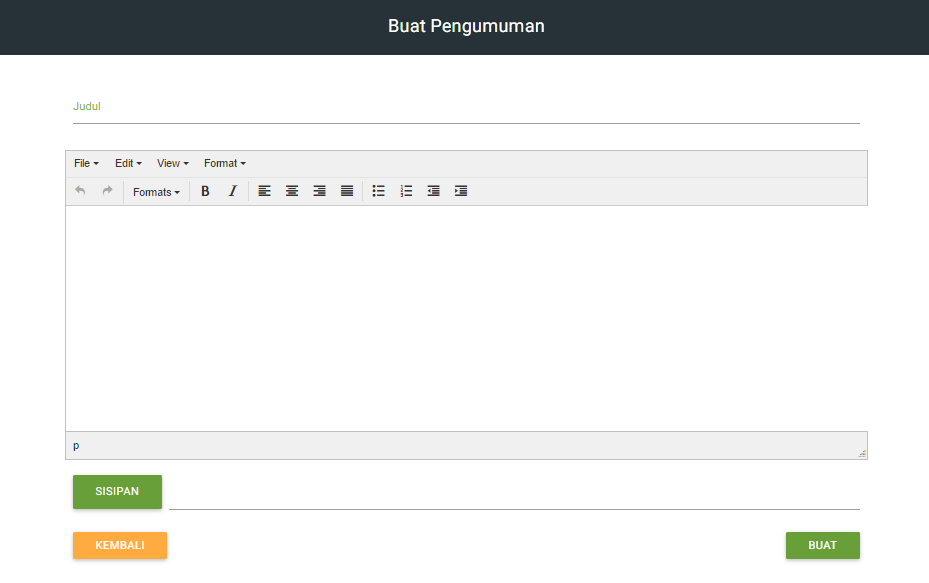 Buat Pengumuman
Judul
File Edit View Format
Formats B I
p
SISIPAN
KEMBALI BUAT